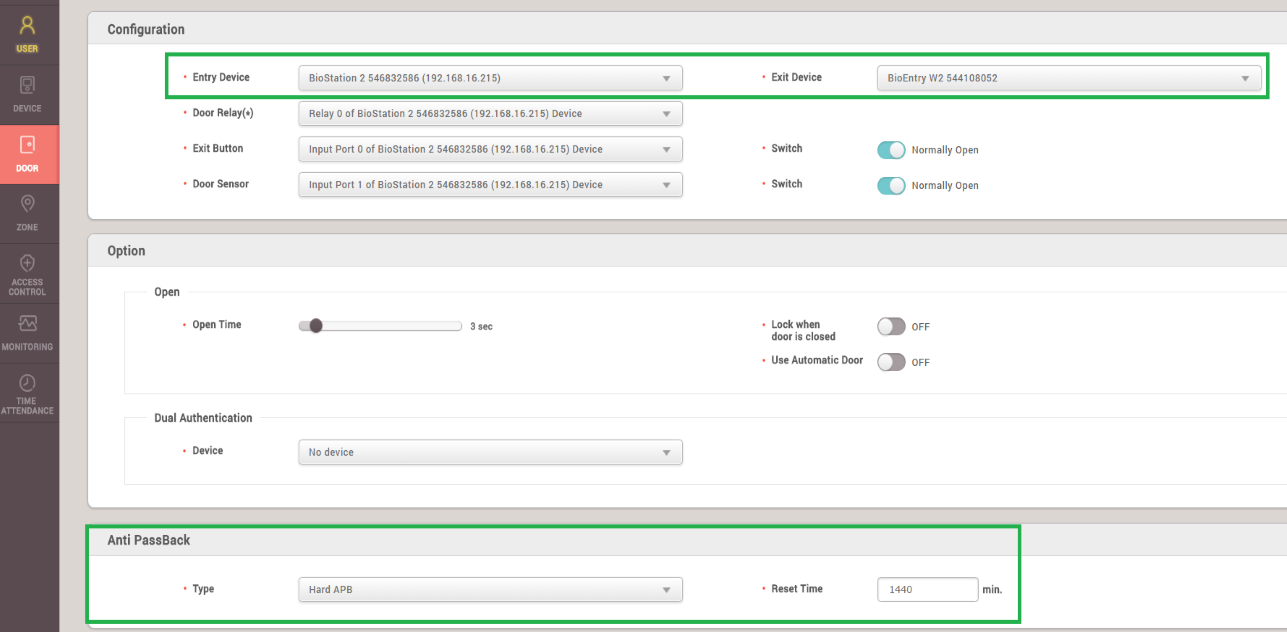 USER
DEVICE
DOOR
ZONE
ACCESS
CONTROL
MONITORING
TIME
ATTENDANCE
Configuration
Entry Device BioStation 2 546832586 (192.168.16.215) Exit Device BioEntry W2 544108052
Door Relay(*) Relay 0 of BioStation 2 546832586 (192.168.16.215) Device
Exit Button Input Port 0 of BioStation 2 546832586 (192.168.16.215) Device Switch Normally Open
Door Sensor Input Port 1 of BioStation 2 546832586 (192.168.16.215) Device Switch Normally Open
Option
Open
Open Time 3 sec Lock when
door is closed OFF
Use Automatic Door OFF
Dual Authentication
Device No device
Anti PassBack
Type Hard APB Reset Time 1440 min.